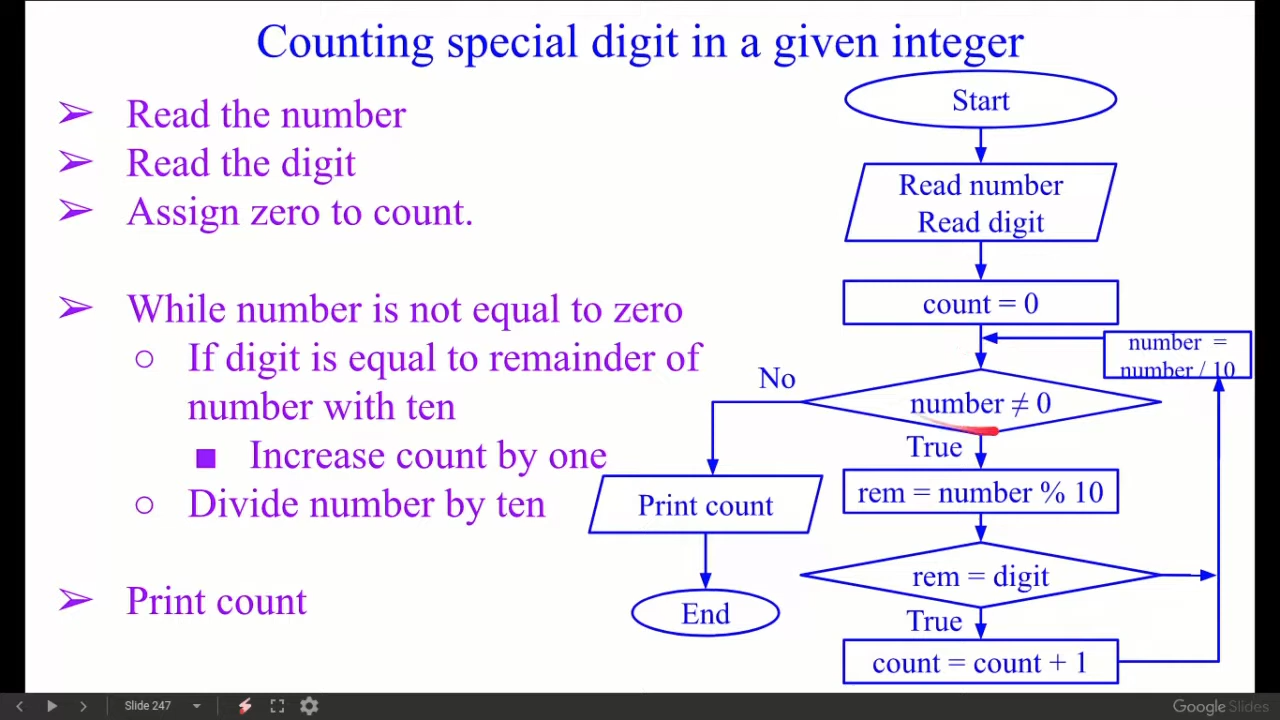 Counting special digit in a given integer
➢ Read the number
➢ Read the digit
➢ Assign zero to count.
➢ While number is not equal to zero
○ If digit is equal to remainder of
number with ten
■ Increase count by one
○ Divide number by ten
➢ Print count
Start
Read number
Read digit
count = 0
number =
number / 10
No
number ≠ 0
True
rem = number % 10
Print count
rem = digit
End
True
count = count + 1
Slide 247
Google Slides